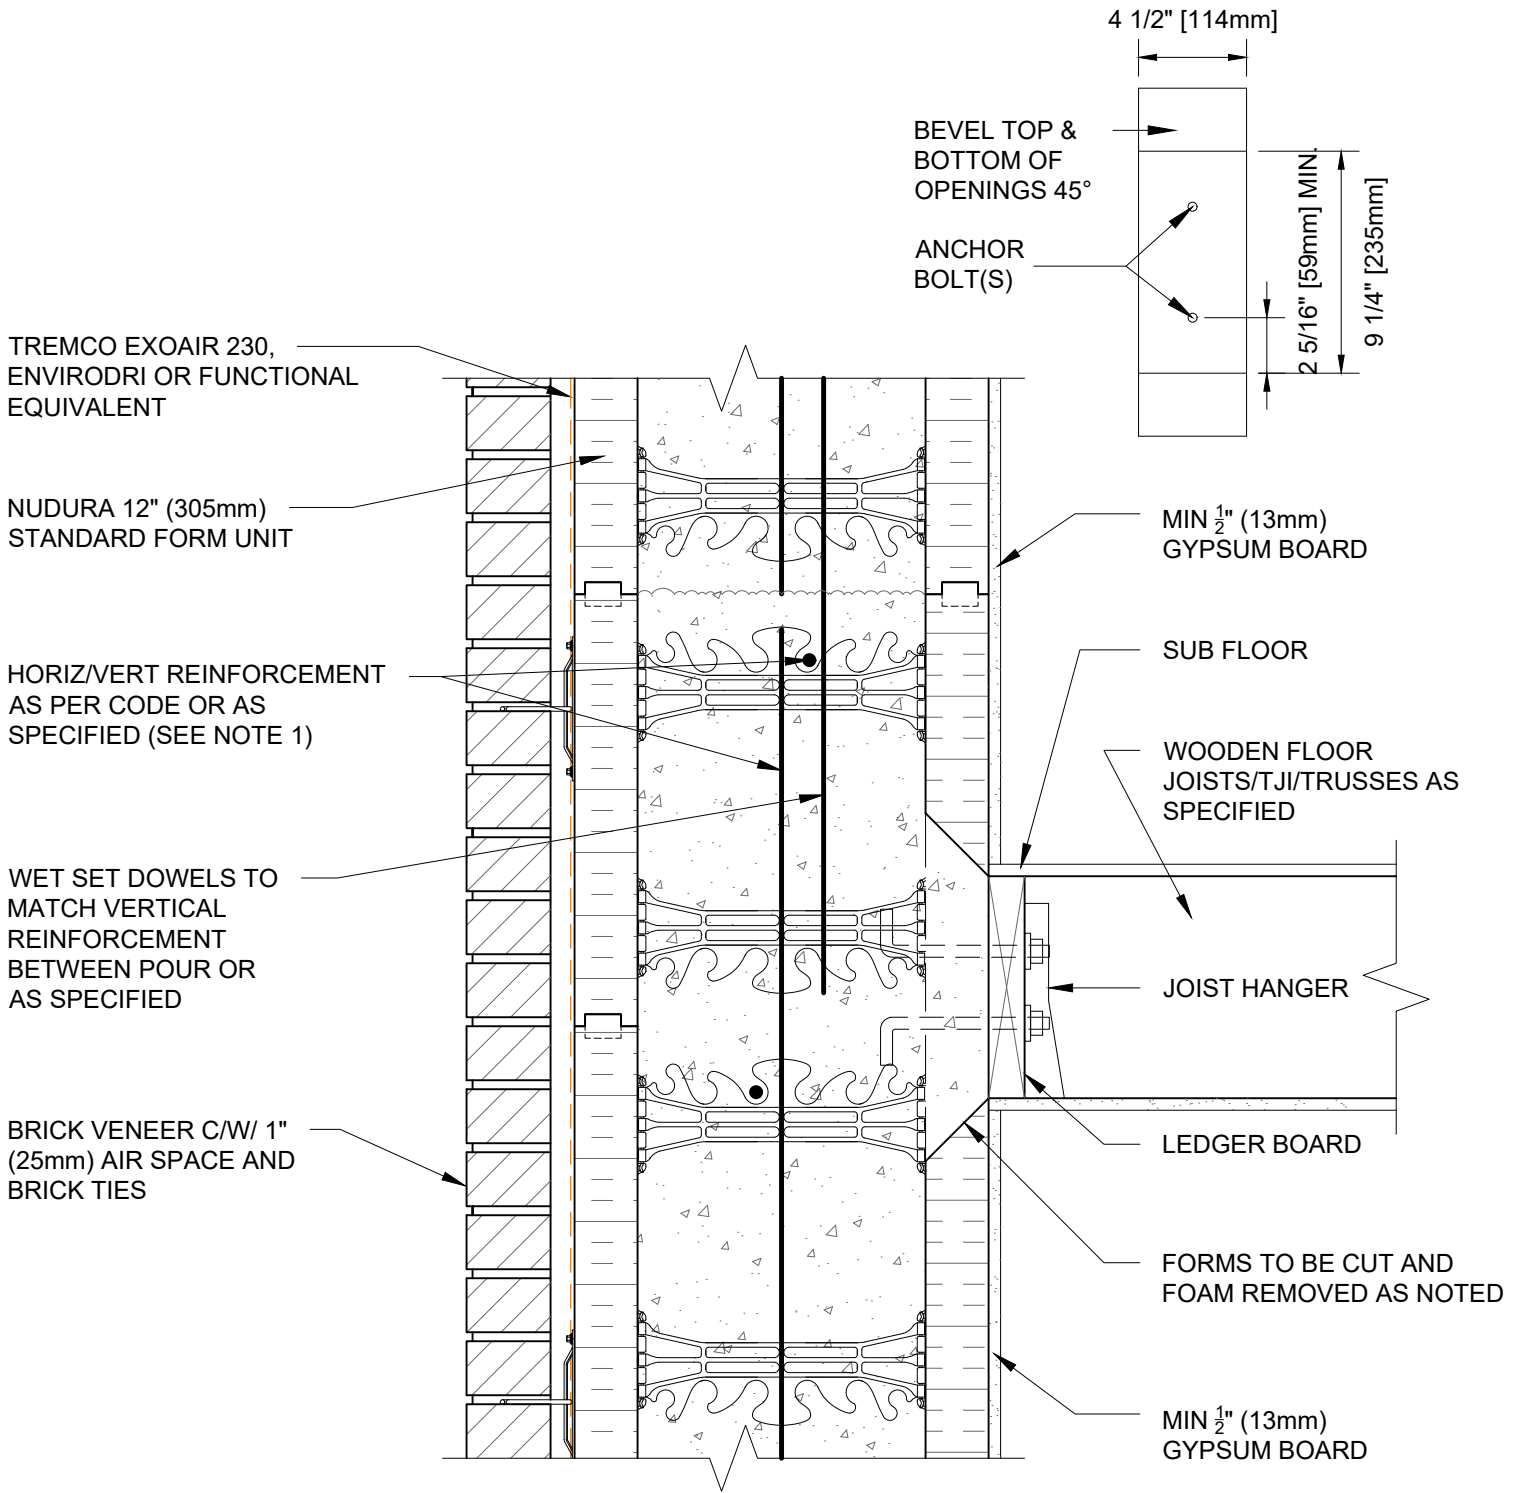 4 1/2" [114mm]
BEVEL TOP &
BOTTOM OF
OPENINGS 45°
ANCHOR
BOLT(S)
2 5/16" [59mm] MIN.
9 1/4" [235mm]
TREMCO EXOAIR 230,
ENVIRODRI OR FUNCTIONAL
EQUIVALENT
NUDURA 12" (305mm)
STANDARD FORM UNIT
HORIZ/VERT REINFORCEMENT
AS PER CODE OR AS
SPECIFIED (SEE NOTE 1)
WET SET DOWELS TO
MATCH VERTICAL
REINFORCEMENT
BETWEEN POUR OR
AS SPECIFIED
BRICK VENEER C/W/ 1"
(25mm) AIR SPACE AND
BRICK TIES
MIN ½" (13mm)
GYPSUM BOARD
SUB FLOOR
WOODEN FLOOR
JOISTS/TJI/TRUSSES AS
SPECIFIED
JOIST HANGER
LEDGER BOARD
FORMS TO BE CUT AND
FOAM REMOVED AS NOTED
MIN ½" (13mm)
GYPSUM BOARD